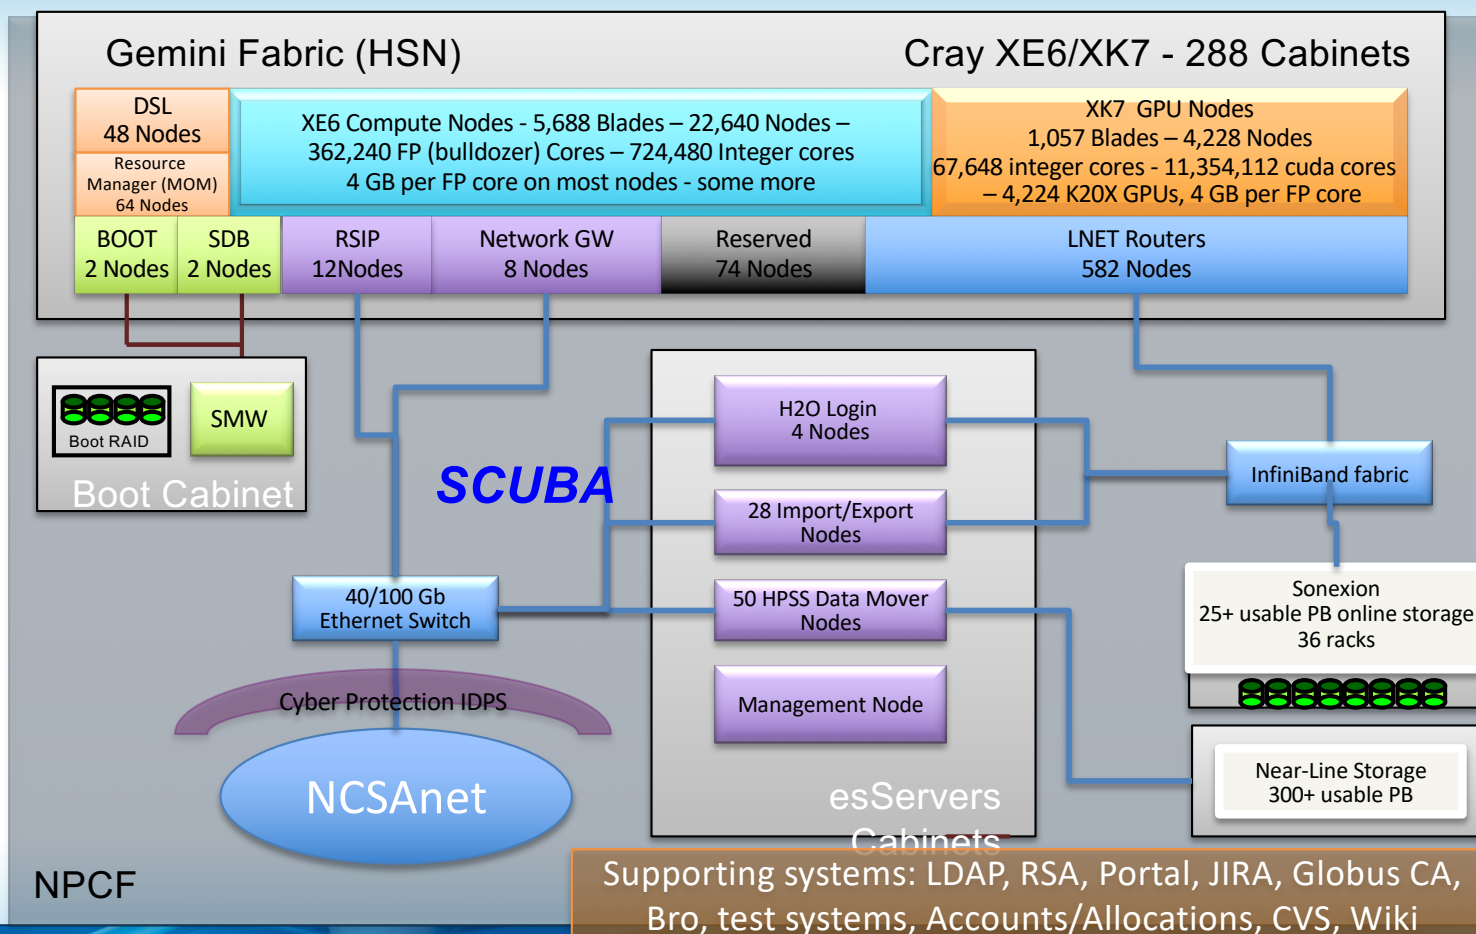 Gemini Fabric (HSN)
Cray XE6/XK7 - 288 Cabinets
DSL
48 Nodes
Resource
Manager (MOM)
64 Nodes
XE6 Compute Nodes - 5,688 Blades – 22,640 Nodes –
362,240 FP (bulldozer) Cores – 724,480 Integer cores
4 GB per FP core on most nodes - some more
XK7  GPU Nodes
1,057 Blades – 4,228 Nodes
67,648 integer cores - 11,354,112 cuda cores
– 4,224 K20X GPUs, 4 GB per FP core
BOOT
2 Nodes
SDB
2 Nodes
RSIP
12Nodes
Network GW
8 Nodes
Reserved
74 Nodes
LNET Routers
582 Nodes
Boot RAID
SMW
Boot Cabinet
SCUBA
H2O Login
4 Nodes
28 Import/Export
Nodes
50 HPSS Data Mover
Nodes
Management Node
esServers
Cabinets
InfiniBand fabric
40/100 Gb
Ethernet Switch
Cyber Protection IDPS
NCSAnet
Sonexion
25+ usable PB online storage
36 racks
Near-Line Storage
300+ usable PB
NPCF
Supporting systems: LDAP, RSA, Portal, JIRA, Globus CA,
Bro, test systems, Accounts/Allocations, CVS, Wiki